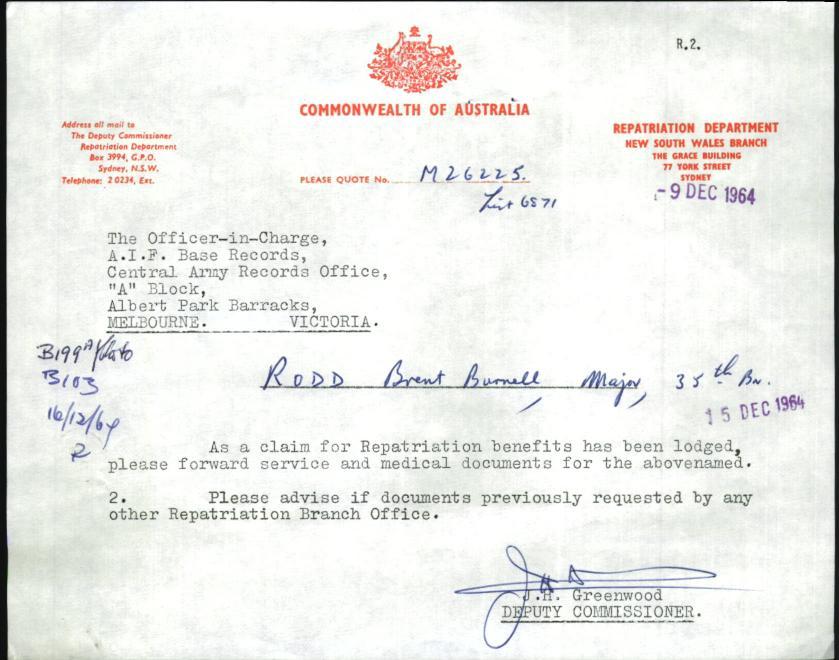 R.2.
COMMONWEALTH OF AUSTRALIA
Address all mail to
The Deputy Commissioner
Repatriation Department
Box 3994, G.P.O.
Sydney, N.S.W.
Telephone: 2 0234, Ext.
REPATRIATION DEPARTMENT
NEW SOUTH WALES BRANCH
THE GRACE BUILDING
77 YORK STREET
SYDNEY
-9 DEC 1964
PLEASE QUOTE No. M26225.
List 6871
The Officer-in-Charge,
A.I.F. Base Records,
Central Army Records Office,
"A" Block,
Albert Park Barracks,
MELBOURNE. VICTORIA.
B199A
B103
16/12/64
RODD Brent Burnell, Major, 35th Bn.
15 DEC 1964
As a claim for Repatriation benefits has been lodged,
please forward service and medical documents for the abovenamed.
2. Please advise if documents previously requested by any
other Repatriation Branch Office.
J.H. Greenwood
DEPUTY COMMISSIONER.